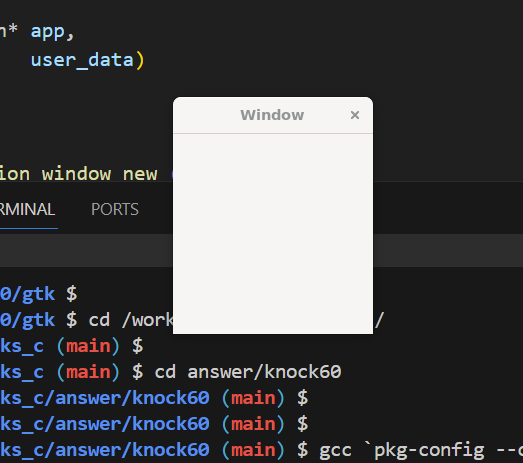 n* app,
user_data)
Window ×
ion window new (
RMINAL PORTS
0/gtk $
0/gtk $ cd /work /
ks_c (main) $
ks_c (main) $ cd answer/knock60
ks_c/answer/knock60 (main) $
ks_c/answer/knock60 (main) $
ks_c/answer/knock60 (main) $ gcc `pkg-config --c